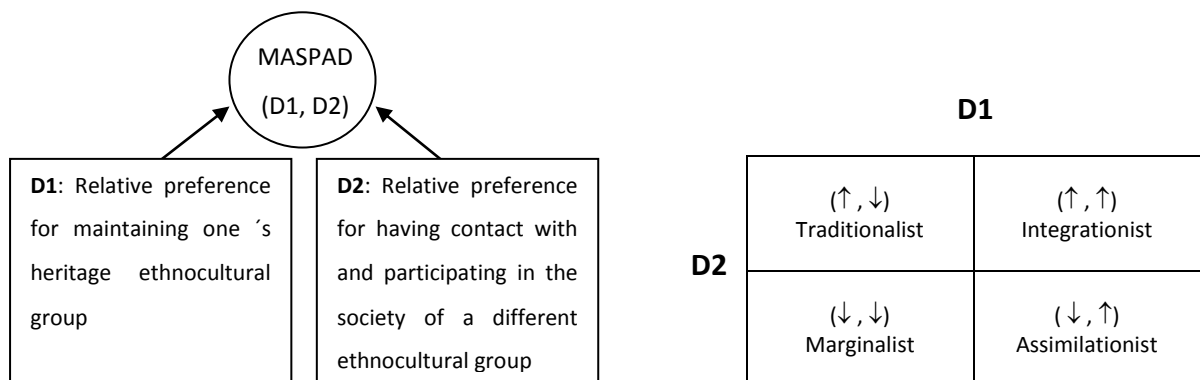 MASPAD
(D1, D2)
D1: Relative preference
for maintaining one ´s
heritage ethnocultural
group
D2: Relative preference
for having contact with
and participating in the
society of a different
ethnocultural group
D1
D2
(↑ , ↓)
Traditionalist
(↑ , ↑)
Integrationist
(↓ , ↓)
Marginalist
(↓ , ↑)
Assimilationist